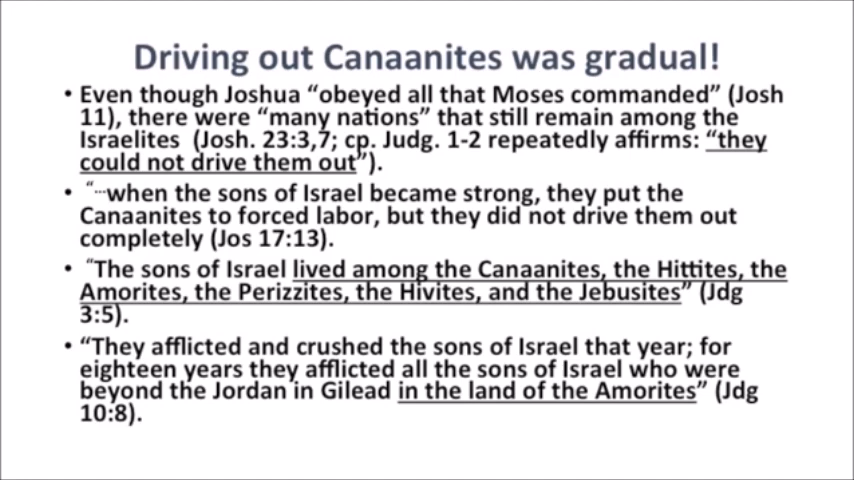 Driving out Canaanites was gradual!
• Even though Joshua “obeyed all that Moses commanded” (Josh
11), there were “many nations” that still remain among the
Israelites (Josh. 23:3,7; cp. Judg. 1-2 repeatedly affirms: “they
could not drive them out”).
• “…when the sons of Israel became strong, they put the
Canaanites to forced labor, but they did not drive them out
completely (Jos 17:13).
• “The sons of Israel lived among the Canaanites, the Hittites, the
Amorites, the Perizzites, the Hivites, and the Jebusites” (Jdg
3:5).
• “They afflicted and crushed the sons of Israel that year; for
eighteen years they afflicted all the sons of Israel who were
beyond the Jordan in Gilead in the land of the Amorites” (Jdg
10:8).